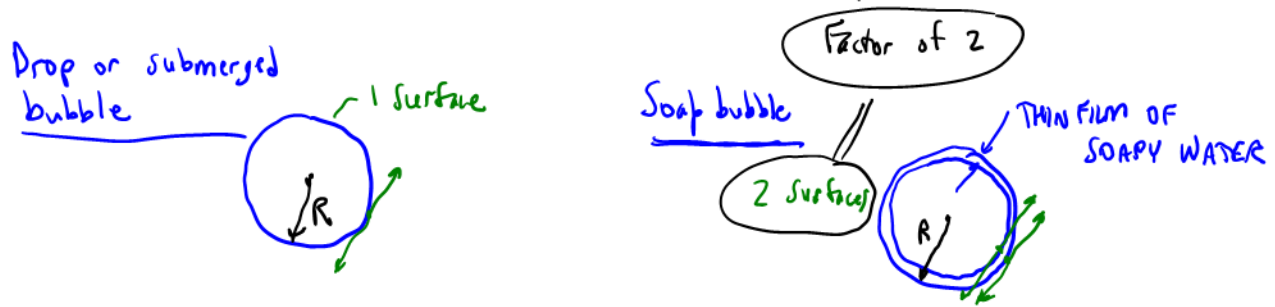 Drop or submerged
bubble
1 Surface
R
Factor of 2
Soap bubble
2 Surfaces
THIN FILM OF
SOAPY WATER
R